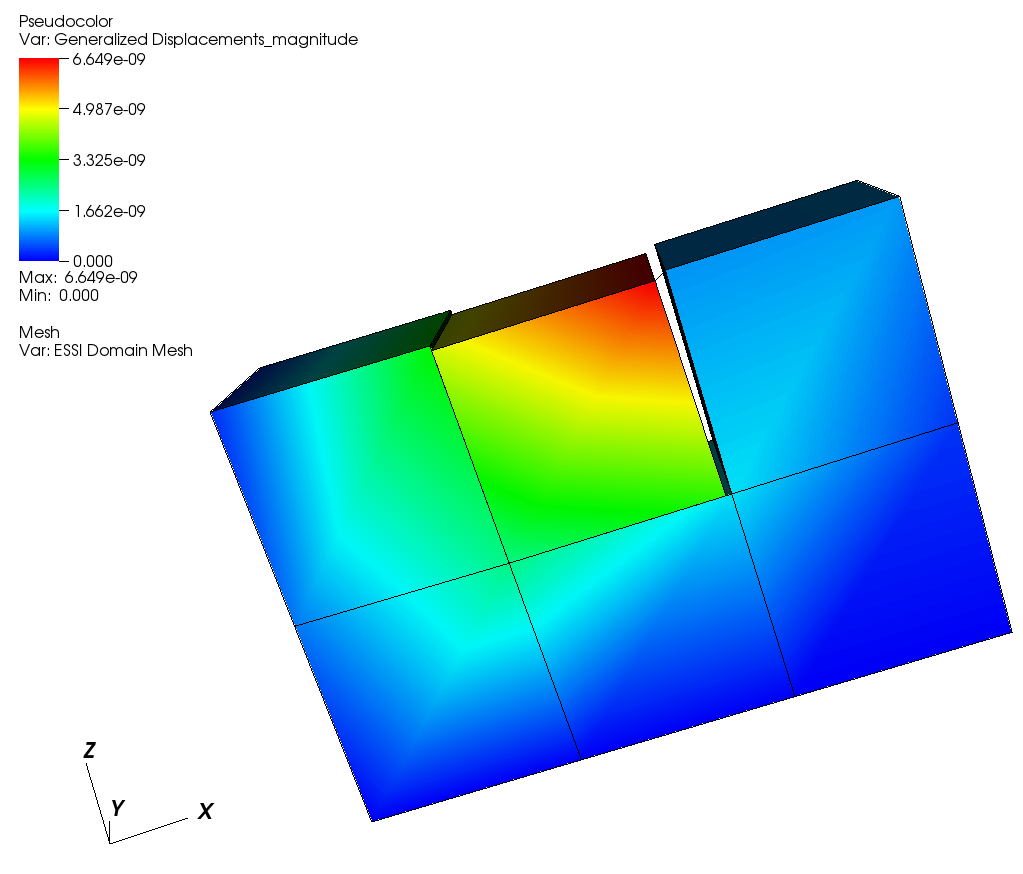 Pseudocolor
Var: Generalized Displacements_magnitude
6.649e-09
4.987e-09
3.325e-09
1.662e-09
0.000
Max: 6.649e-09
Min: 0.000
Mesh
Var: ESSI Domain Mesh
Z
Y
X